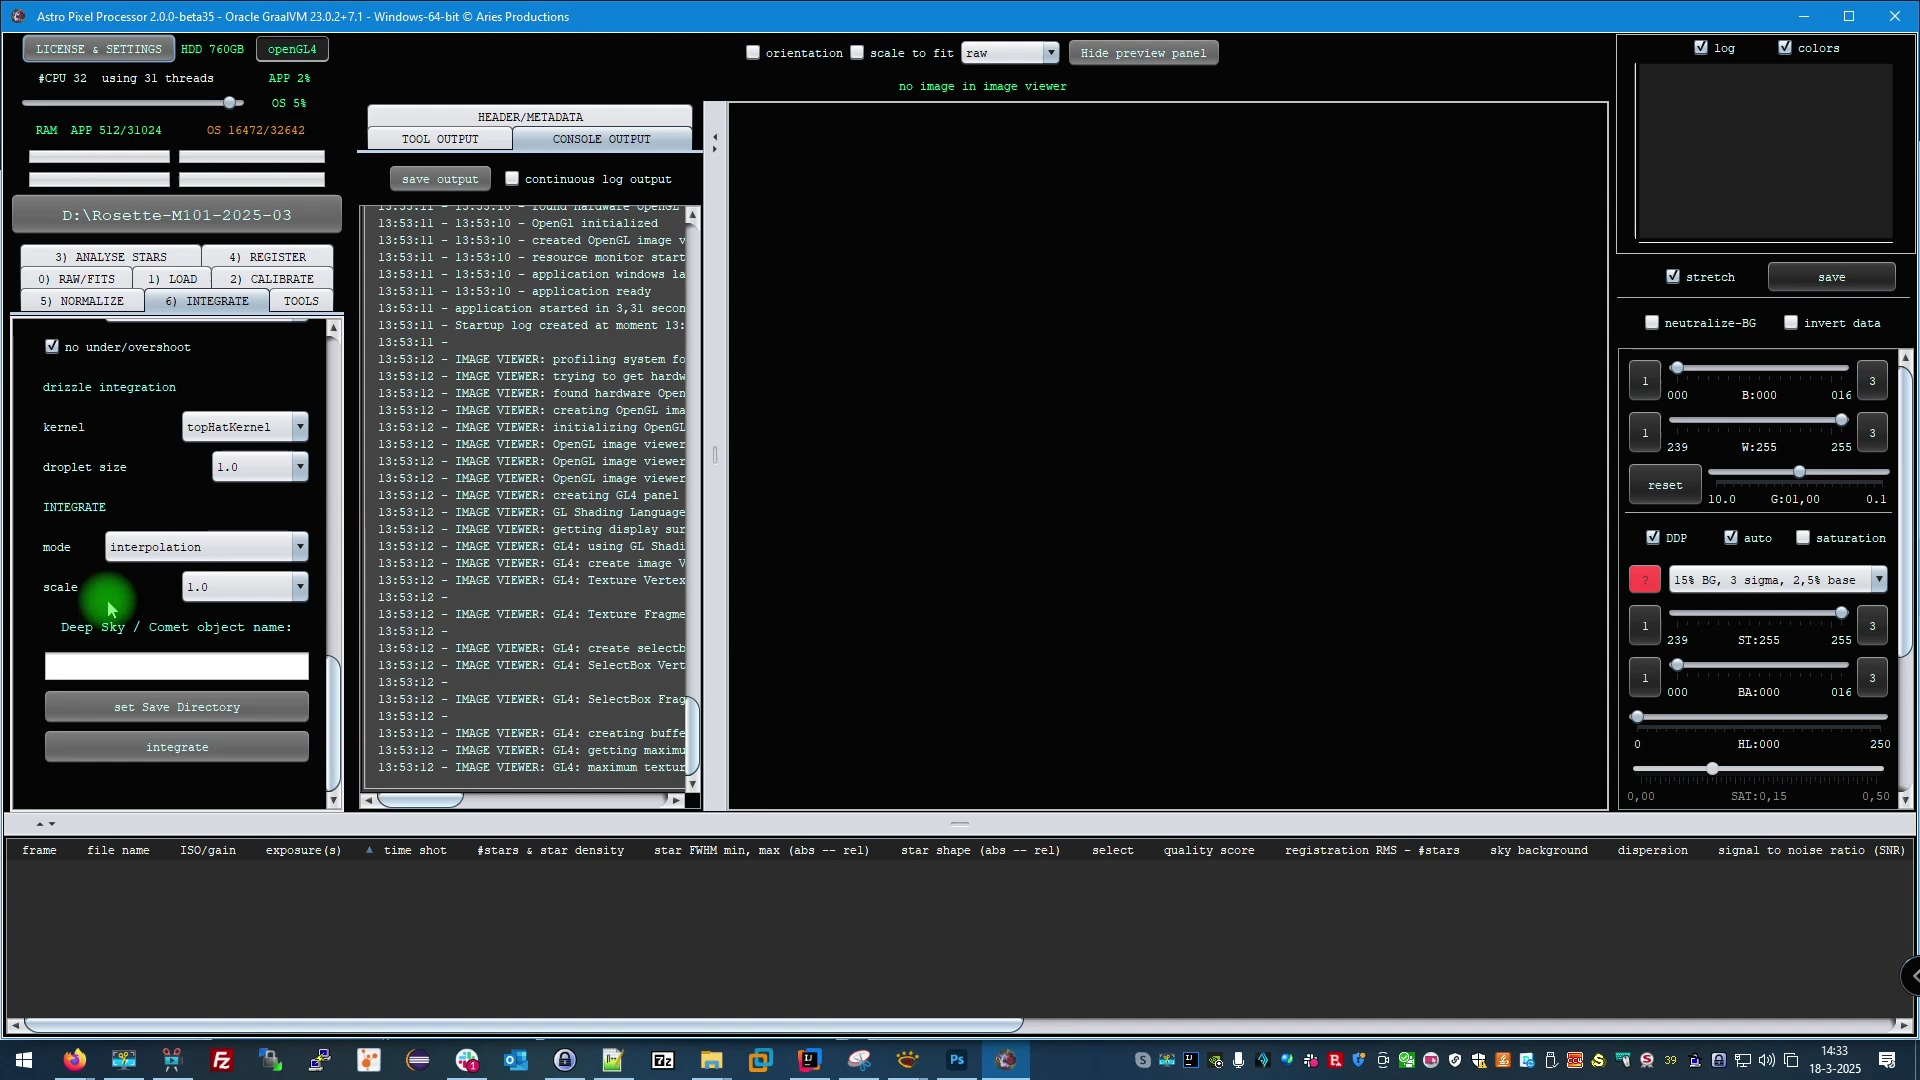 Astro Pixel Processor 2.0.0-beta35 - Oracle GraalVM 23.0.2+7.1 - Windows-64-bit © Aries Productions
LICENSE & SETTINGS HDD 760GB openGL4
#CPU 32 using 31 threads APP 2%
OS 5%
RAM APP 512/31024 OS 16472/32642
D:\Rosette-M101-2025-03
3) ANALYSE STARS 4) REGISTER
0) RAW/FITS 1) LOAD 2) CALIBRATE
5) NORMALIZE 6) INTEGRATE TOOLS
no under/overshoot
drizzle integration
kernel topHatKernel
droplet size 1.0
INTEGRATE
mode interpolation
scale 1.0
Deep Sky / Comet object name:
set Save Directory
integrate
HEADER/METADATA
TOOL OUTPUT CONSOLE OUTPUT
save output continuous log output
13:53:11 - 13:53:10 - found hardware OpenGL
13:53:11 - 13:53:10 - OpenGl initialized
13:53:11 - 13:53:10 - created OpenGL image v
13:53:11 - 13:53:10 - resource monitor start
13:53:11 - 13:53:10 - application windows la
13:53:11 - 13:53:10 - application ready
13:53:11 - application started in 3,31 secon
13:53:11 - Startup log created at moment 13:
13:53:11 -
13:53:12 - IMAGE VIEWER: profiling system fo
13:53:12 - IMAGE VIEWER: trying to get hardw
13:53:12 - IMAGE VIEWER: found hardware Open
13:53:12 - IMAGE VIEWER: creating OpenGL ima
13:53:12 - IMAGE VIEWER: initializing OpenGL
13:53:12 - IMAGE VIEWER: OpenGL image viewer
13:53:12 - IMAGE VIEWER: OpenGL image viewer
13:53:12 - IMAGE VIEWER: OpenGL image viewer
13:53:12 - IMAGE VIEWER: creating GL4 panel
13:53:12 - IMAGE VIEWER: GL Shading Language
13:53:12 - IMAGE VIEWER: getting display sur
13:53:12 - IMAGE VIEWER: GL4: using GL Shadi
13:53:12 - IMAGE VIEWER: GL4: create image V
13:53:12 - IMAGE VIEWER: GL4: Texture Vertex
13:53:12 -
13:53:12 - IMAGE VIEWER: GL4: Texture Fragme
13:53:12 -
13:53:12 - IMAGE VIEWER: GL4: create selectb
13:53:12 - IMAGE VIEWER: GL4: SelectBox Vert
13:53:12 -
13:53:12 - IMAGE VIEWER: GL4: SelectBox Frag
13:53:12 -
13:53:12 - IMAGE VIEWER: GL4: creating buffe
13:53:12 - IMAGE VIEWER: GL4: getting maximu
13:53:12 - IMAGE VIEWER: GL4: maximum textur
orientation scale to fit raw Hide preview panel
no image in image viewer
log colors
stretch save
neutralize-BG invert data
1 3
000 B:000 016
1 3
239 W:255 255
reset
10.0 G:01,00 0.1
DDP auto saturation
? 15% BG, 3 sigma, 2,5% base
1 3
239 ST:255 255
1 3
000 BA:000 016
0 HL:000 250
0,00 SAT:0,15 0,50
frame file name ISO/gain exposure(s) time shot #stars & star density star FWHM min, max (abs -- rel) star shape (abs -- rel) select quality score registration RMS - #stars sky background dispersion signal to noise ratio (SNR)
14:33
18-3-2025
Fz
7z
Ps
39